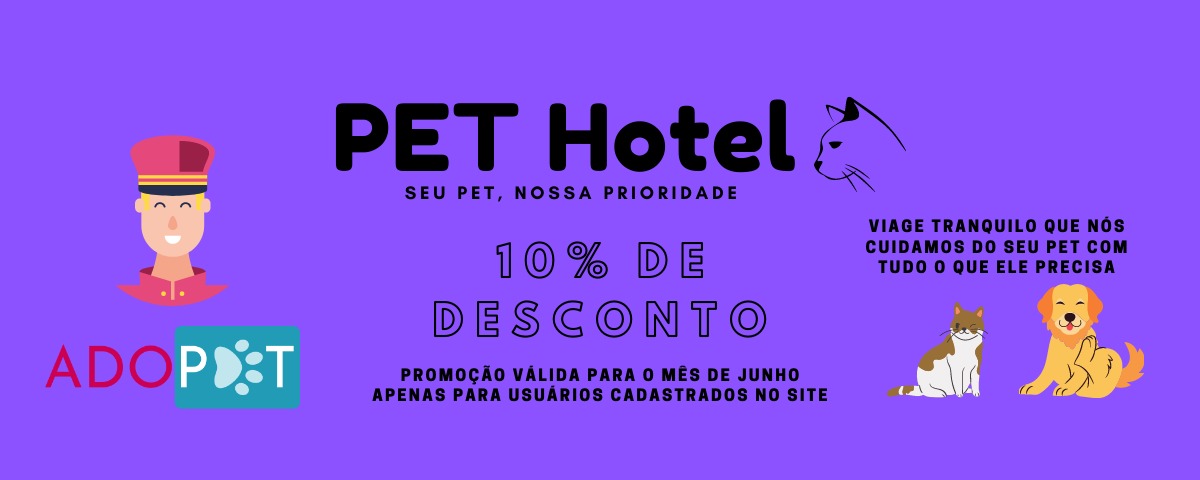 PET Hotel
SEU PET, NOSSA PRIORIDADE
VIAGE TRANQUILO QUE NÓS
CUIDAMOS DO SEU PET COM
TUDO O QUE ELE PRECISA
10% DE
DESCONTO
ADOPET
PROMOÇÃO VÁLIDA PARA O MÊS DE JUNHO
APENAS PARA USUÁRIOS CADASTRADOS NO SITE